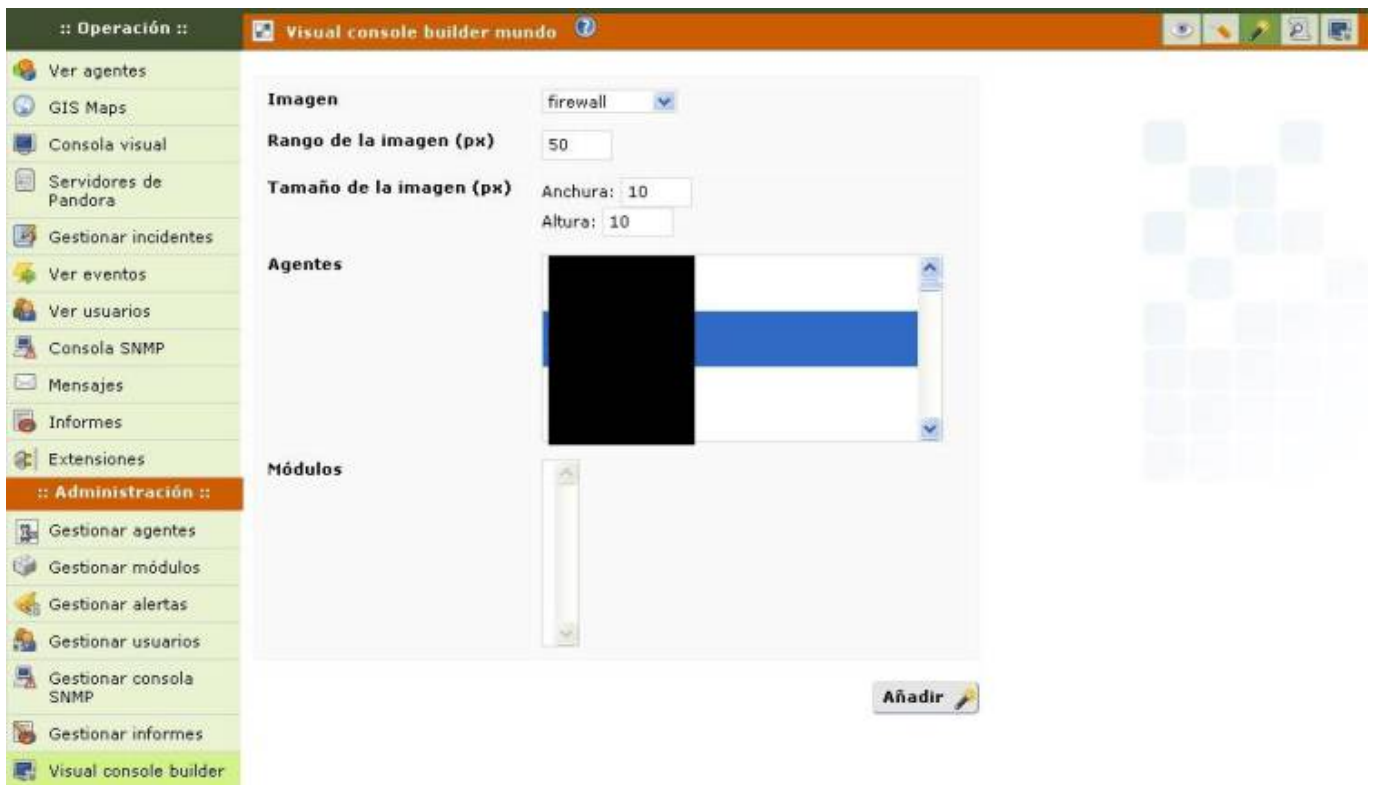 :: Operación ::
Visual console builder mundo
Ver agentes
GIS Maps
Consola visual
Servidores de
Pandora
Gestionar incidentes
Ver eventos
Ver usuarios
Consola SNMP
Mensajes
Informes
Extensiones
:: Administración ::
Gestionar agentes
Gestionar módulos
Gestionar alertas
Gestionar usuarios
Gestionar consola
SNMP
Gestionar informes
Visual console builder
Imagen
firewall
Rango de la imagen (px)
50
Tamaño de la imagen (px)
Anchura: 10
Altura: 10
Agentes
Módulos
Añadir